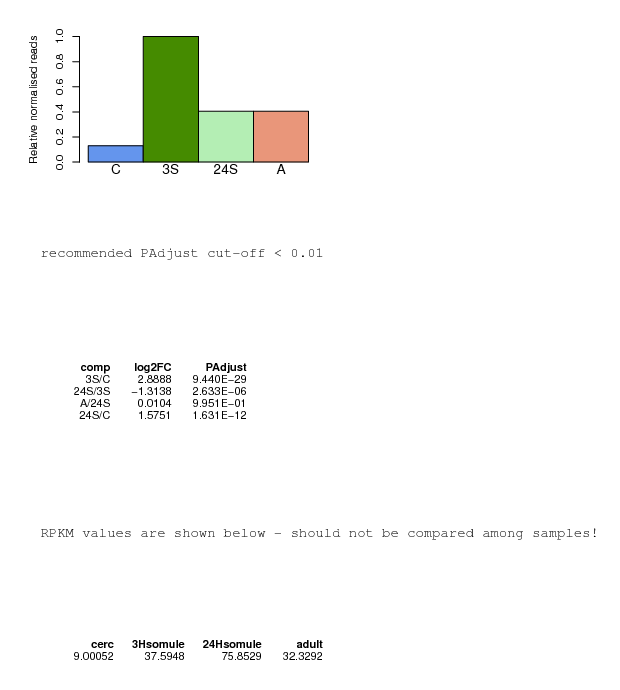 Relative normalised reads
1.0
0.8
0.6
0.4
0.2
0.0
C 3S 24S A
recommended PAdjust cut-off < 0.01
comp log2FC PAdjust
3S/C 2.8888 9.440E−29
24S/3S −1.3138 2.633E−06
A/24S 0.0104 9.951E−01
24S/C 1.5751 1.631E−12
RPKM values are shown below - should not be compared among samples!
cerc 3Hsomule 24Hsomule adult
9.00052 37.5948 75.8529 32.3292